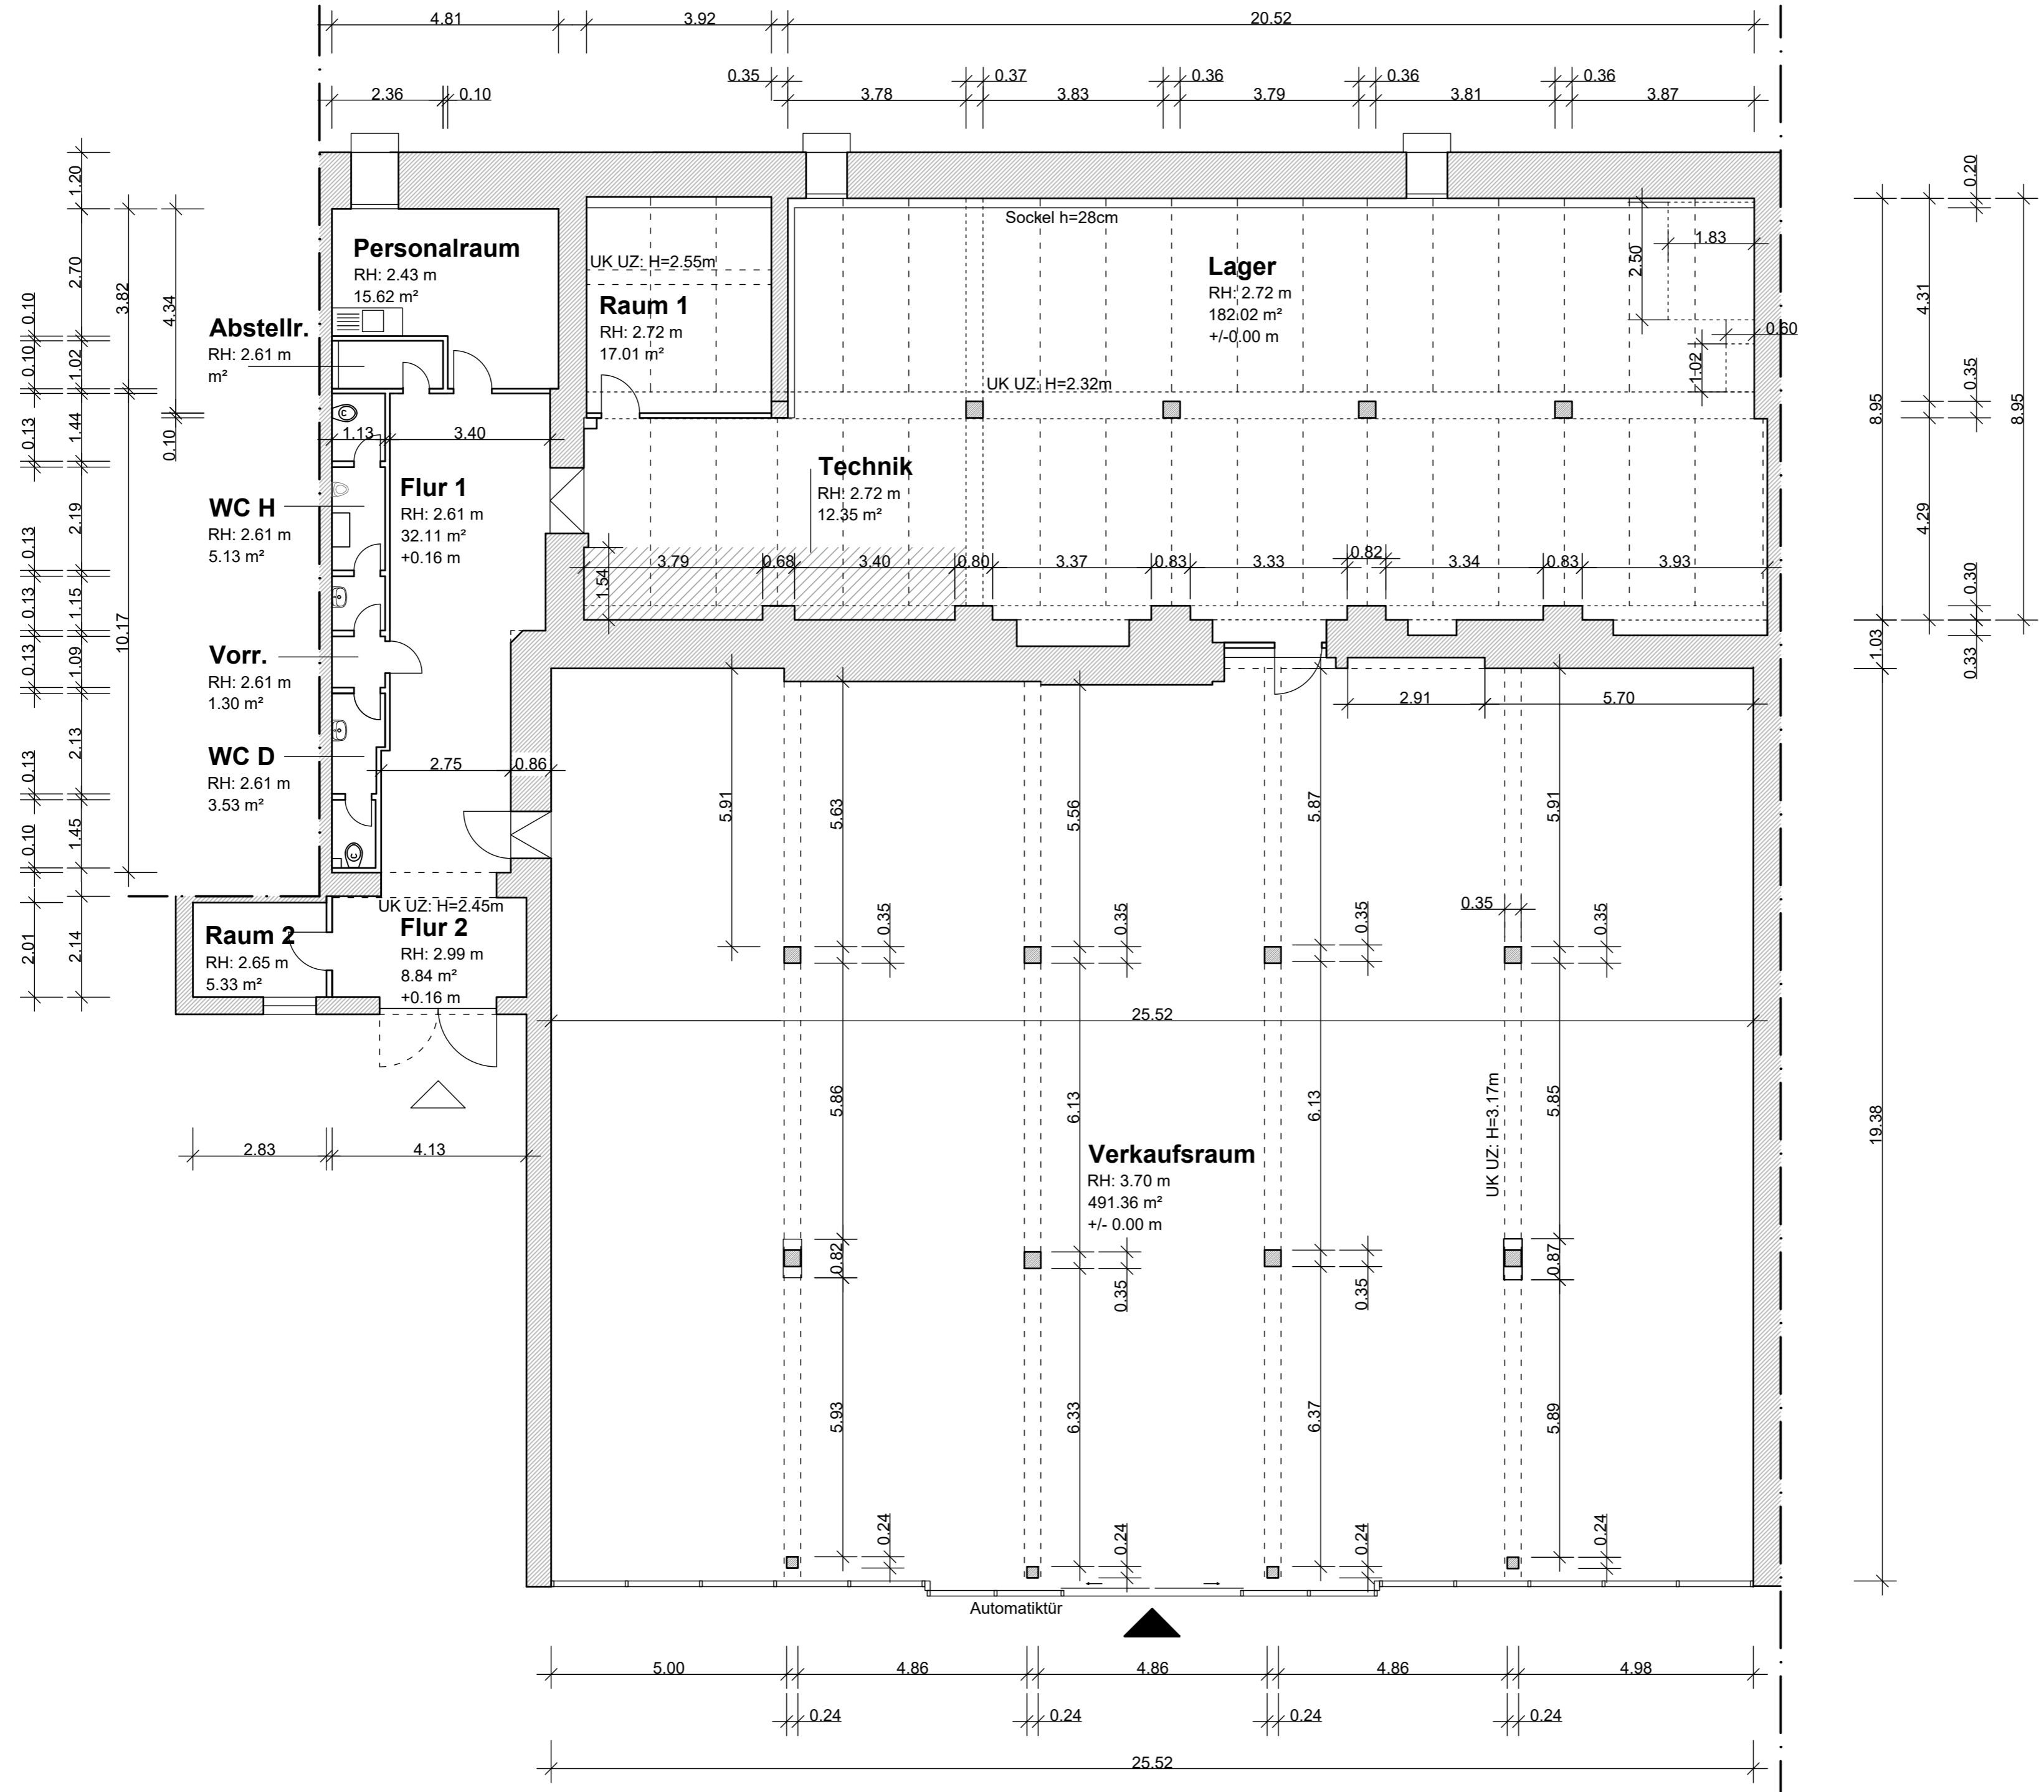 4.81
3.92
20.52
0.35
0.37
0.36
0.36
0.36
2.36
0.10
3.78
3.83
3.79
3.81
3.87
1.20
2.70
3.82
4.34
0.10
0.10
1.02
0.13
1.44
0.10
2.19
0.13
0.13
1.15
10.17
0.13
1.09
2.13
0.13
0.10
1.45
2.01
2.14
0.20
4.31
8.95
8.95
0.35
4.29
0.30
1.03
0.33
19.38
Sockel h=28cm
Personalraum
RH: 2.43 m
15.62 m²
UK UZ: H=2.55m
Raum 1
RH: 2.72 m
17.01 m²
Lager
RH: 2.72 m
182.02 m²
+/-0.00 m
2.50
1.83
0.60
1.02
Abstellr.
RH: 2.61 m
m²
UK UZ: H=2.32m
1.13
3.40
Technik
RH: 2.72 m
12.35 m²
Flur 1
RH: 2.61 m
32.11 m²
+0.16 m
WC H
RH: 2.61 m
5.13 m²
1.54
3.79
0.68
3.40
0.80
3.37
0.83
3.33
0.82
3.34
0.83
3.93
Vorr.
RH: 2.61 m
1.30 m²
2.91
5.70
WC D
RH: 2.61 m
3.53 m²
2.75
0.86
5.91
5.63
5.56
5.87
5.91
UK UZ: H=2.45m
Raum 2
RH: 2.65 m
5.33 m²
Flur 2
RH: 2.99 m
8.84 m²
+0.16 m
0.35
0.35
0.35
0.35
0.35
25.52
5.86
6.13
6.13
UK UZ: H=3.17m
5.85
2.83
4.13
Verkaufsraum
RH: 3.70 m
491.36 m²
+/- 0.00 m
0.82
0.35
0.35
0.87
5.93
6.33
6.37
5.89
0.24
0.24
0.24
0.24
Automatiktür
5.00
4.86
4.86
4.86
4.98
0.24
0.24
0.24
0.24
25.52